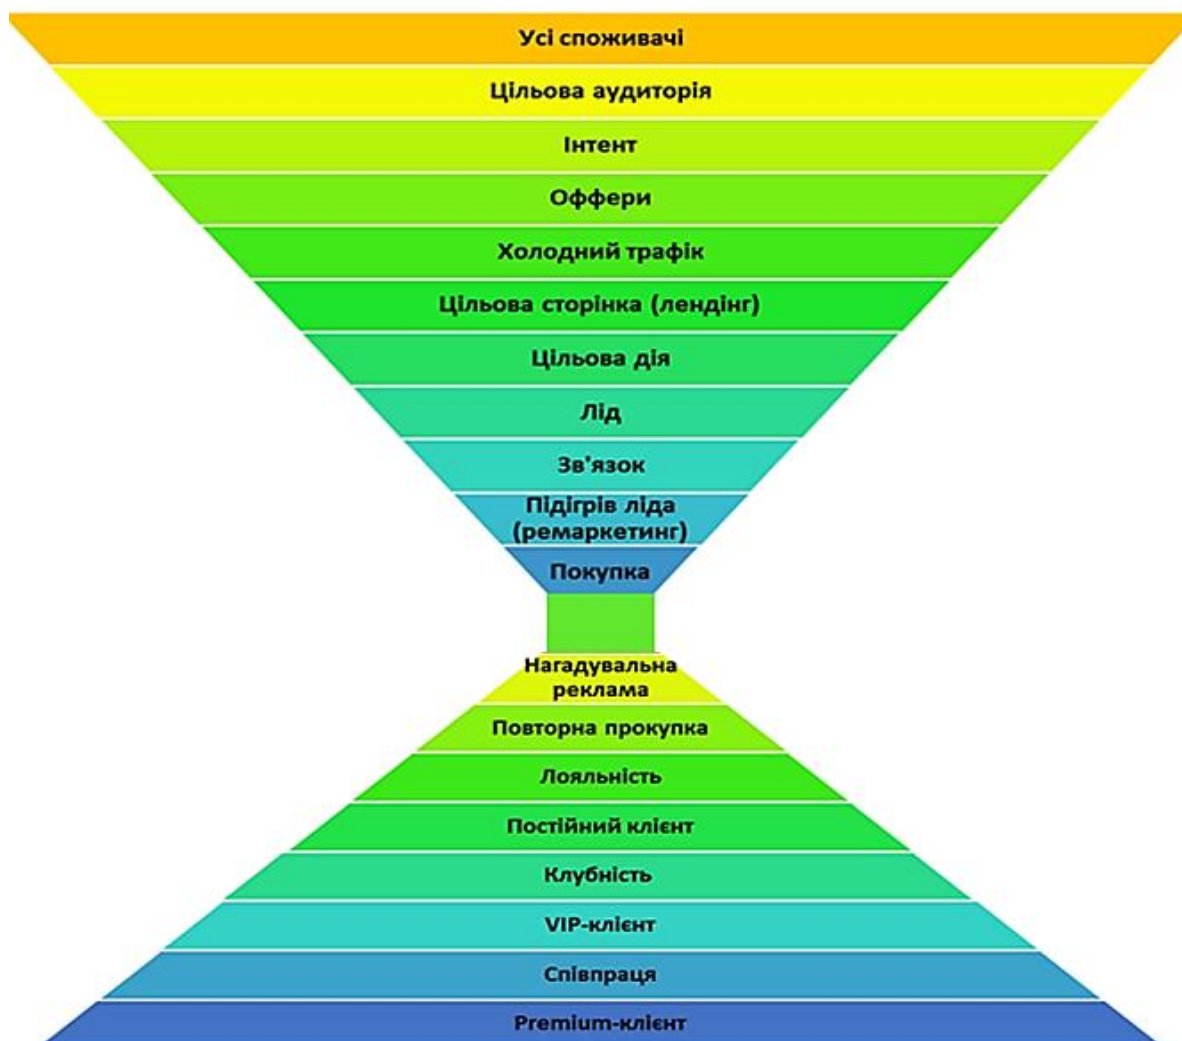 Усі споживачі
Цільова аудиторія
Інтент
Оффери
Холодний трафік
Цільова сторінка (лендінг)
Цільова дія
Лід
Зв'язок
Підігрів ліда
(ремаркетинг)
Покупка
Нагадувальна
реклама
Повторна прокупка
Лояльність
Постійний клієнт
Клубність
VIP-клієнт
Співпраця
Premium-клієнт